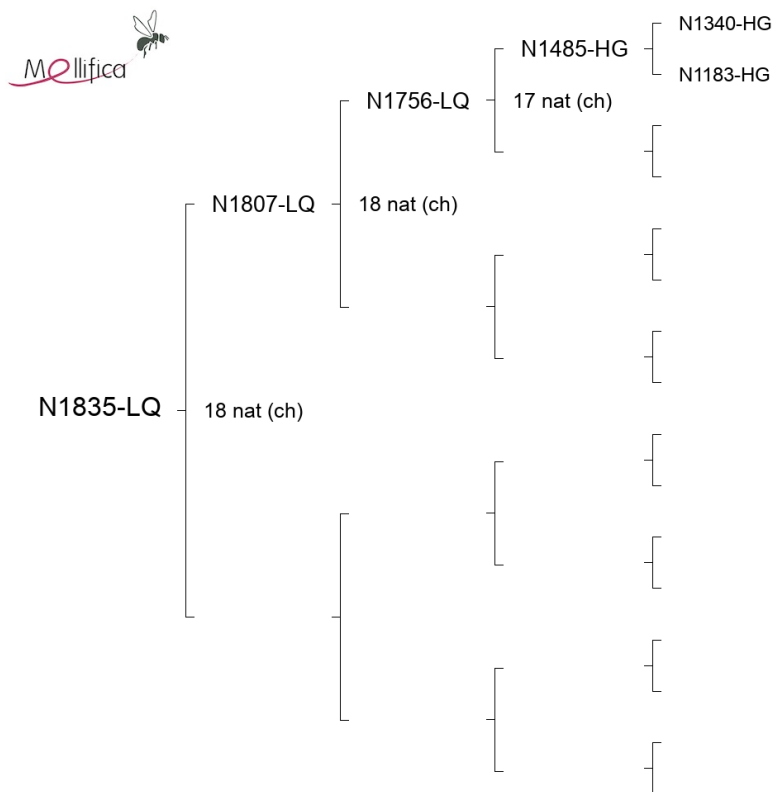 Mellifica
N1340-HG
N1485-HG
N1183-HG
N1756-LQ
17 nat (ch)
N1807-LQ
18 nat (ch)
N1835-LQ
18 nat (ch)